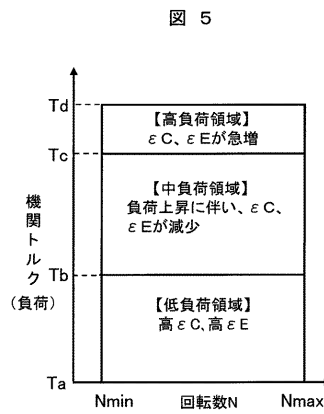 図 5
Td
【高負荷領域】
εC、εEが急増
Tc
【中負荷領域】
負荷上昇に伴い、εC、
εEが減少
機関トルク
(負荷)
Tb
【低負荷領域】
高εC、高εE
Ta
Nmin 回転数N Nmax